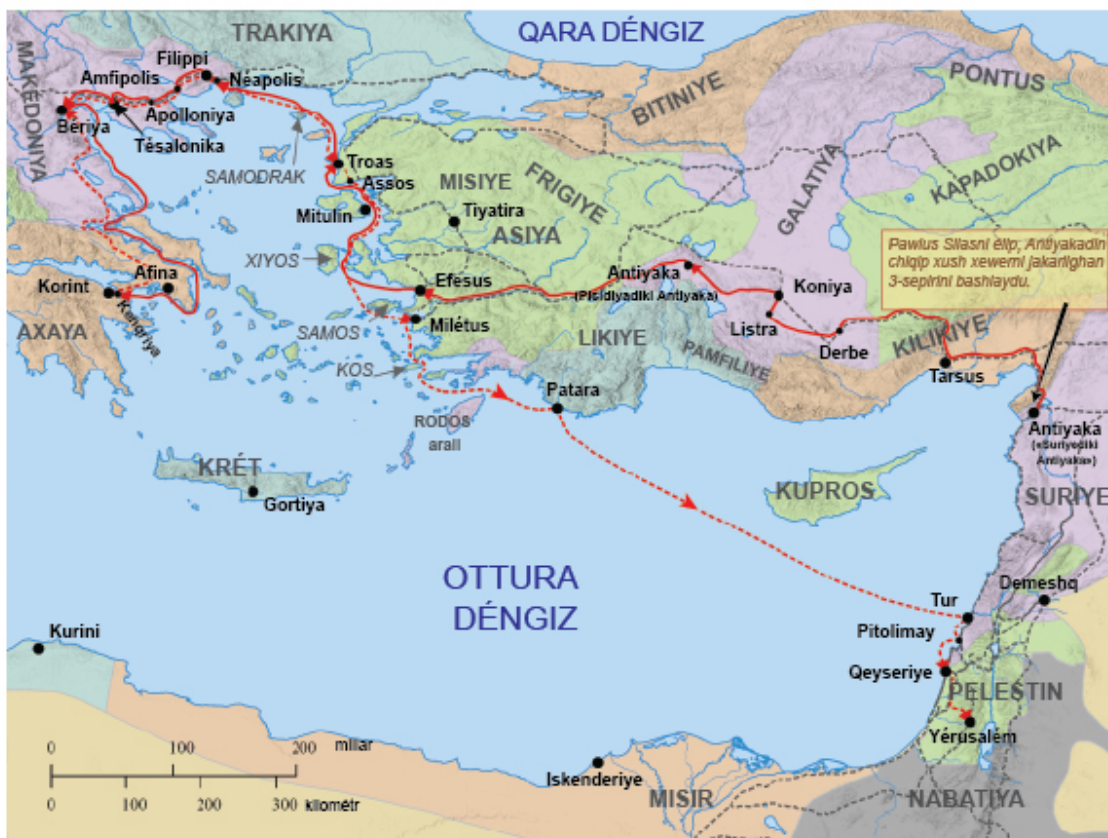 QARA DÉNGIZ
TRAKIYA
MAKÉDONIYA
Filippi
Amfipolis
Néapolis
Apolloniya
Bériya
Tésalonika
SAMODRAK
BITINIYE
PONTUS
Troas
Assos
MISIYE
FRIGIYE
GALATIYA
KAPADOKIYA
Mitulin
Tiyatira
ASIYA
XIYOS
Pawlus Silasni élip, Antiyakadin
chiqip xush xewerni jakarlighan
3-sepirini bashlaydu.
Afina
Korint
Kenqriya
AXAYA
Efesus
Antiyaka
(Pisidiyadiki Antiyaka)
Koniya
SAMOS
Milétus
Listra
Derbe
LIKIYE
PAMFILIYE
KILIKIYE
KOS
Tarsus
Patara
RODOS
arali
Antiyaka
(«Suriyediki
Antiyaka»)
KRÉT
Gortiya
KUPROS
SURIYE
OTTURA
DÉNGIZ
Demeshq
Tur
Pitolimay
Kurini
Qeyseriye
PELESTIN
Yérusalém
0 100 200 miliar
0 100 200 300 kilométr
Iskenderiye
MISIR
NABATIYA